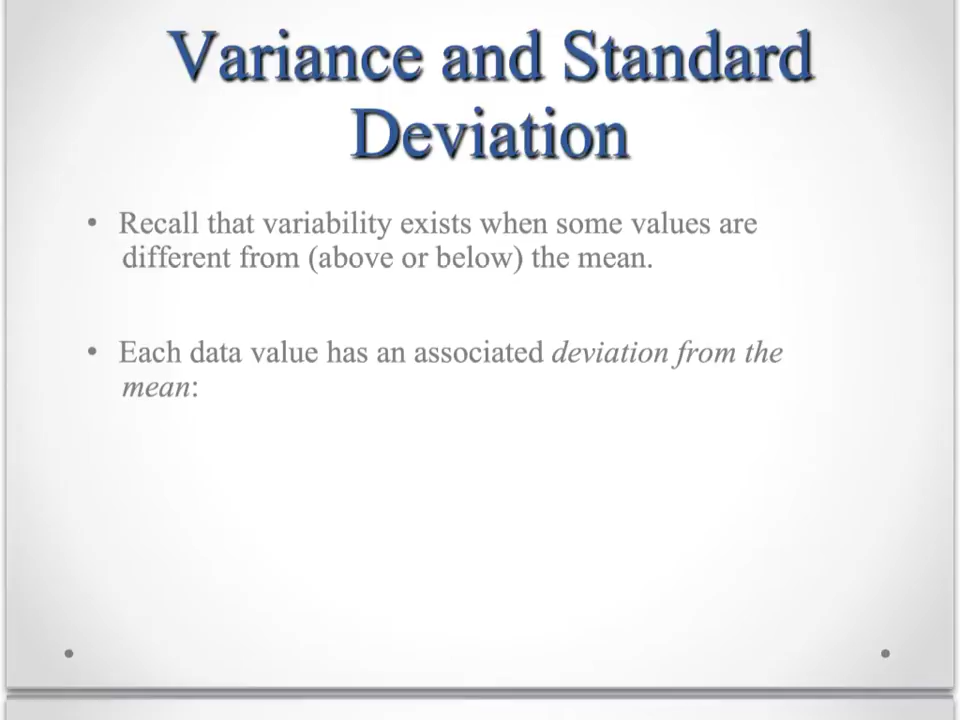 Variance and Standard
Deviation
• Recall that variability exists when some values are
different from (above or below) the mean.
• Each data value has an associated deviation from the
mean: